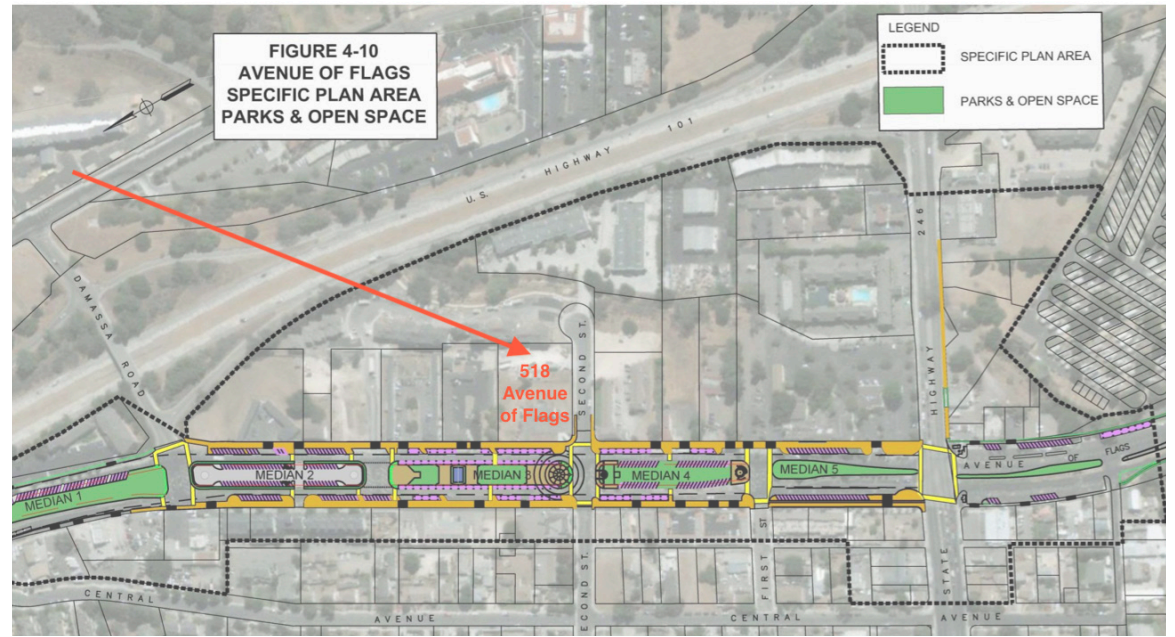 FIGURE 4-10
AVENUE OF FLAGS
SPECIFIC PLAN AREA
PARKS & OPEN SPACE
LEGEND
SPECIFIC PLAN AREA
PARKS & OPEN SPACE
U.S. HIGHWAY 101
DAMASSA ROAD
518
Avenue
of Flags
SECOND ST.
HIGHWAY 246
MEDIAN 1
MEDIAN 2
MEDIAN 3
MEDIAN 4
MEDIAN 5
AVENUE OF FLAGS
ECOND ST.
FIRST ST
STATE
CENTRAL AVENUE
CENTRAL AVENUE